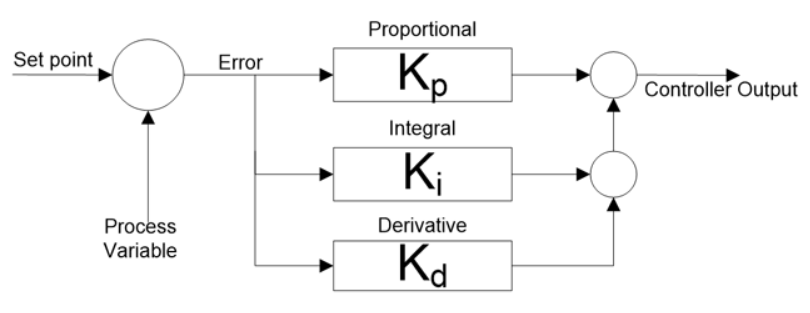 Proportional
Set point
Error
Kp
Controller Output
Integral
Ki
Process
Variable
Derivative
Kd